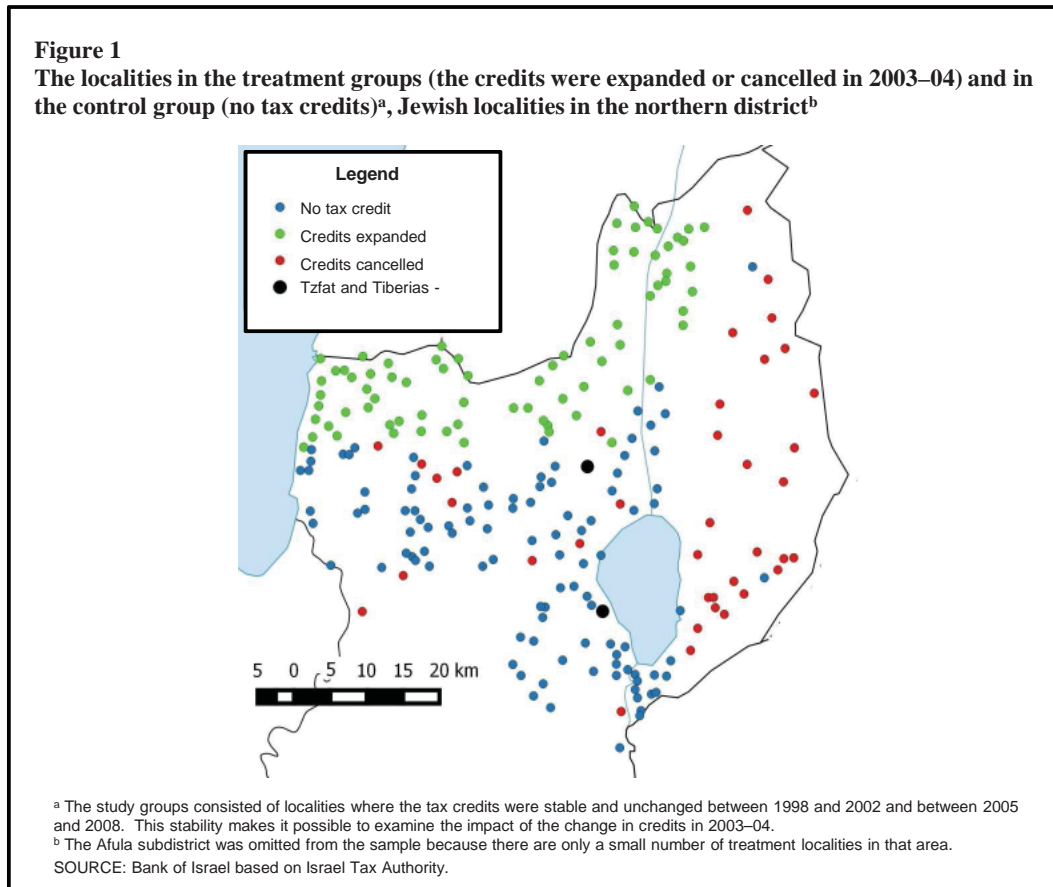 Figure 1
The localities in the treatment groups (the credits were expanded or cancelled in 2003–04) and in
the control group (no tax credits)ᵃ, Jewish localities in the northern districtᵇ
Legend
No tax credit
Credits expanded
Credits cancelled
Tzfat and Tiberias -
5 0 5 10 15 20 km
ᵃ The study groups consisted of localities where the tax credits were stable and unchanged between 1998 and 2002 and between 2005
and 2008. This stability makes it possible to examine the impact of the change in credits in 2003–04.
ᵇ The Afula subdistrict was omitted from the sample because there are only a small number of treatment localities in that area.
SOURCE: Bank of Israel based on Israel Tax Authority.